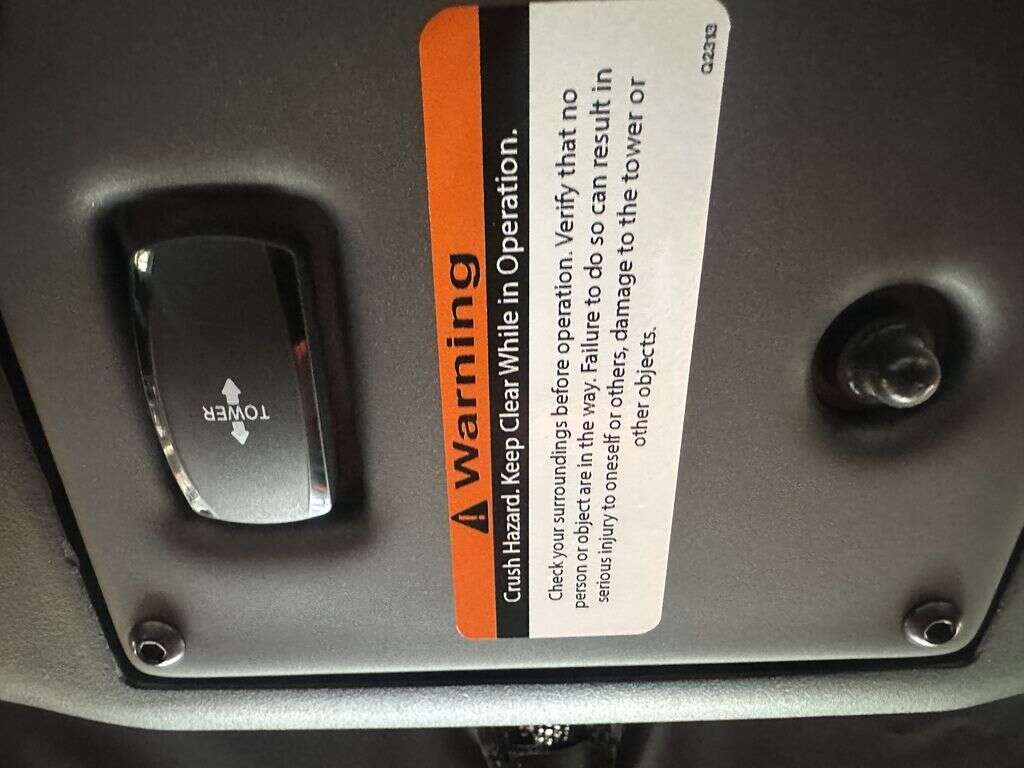 TOWER
Warning
Crush Hazard. Keep Clear While in Operation.
Check your surroundings before operation. Verify that no
person or object are in the way. Failure to do so can result in
serious injury to oneself or others, damage to the tower or
other objects.
Q2313